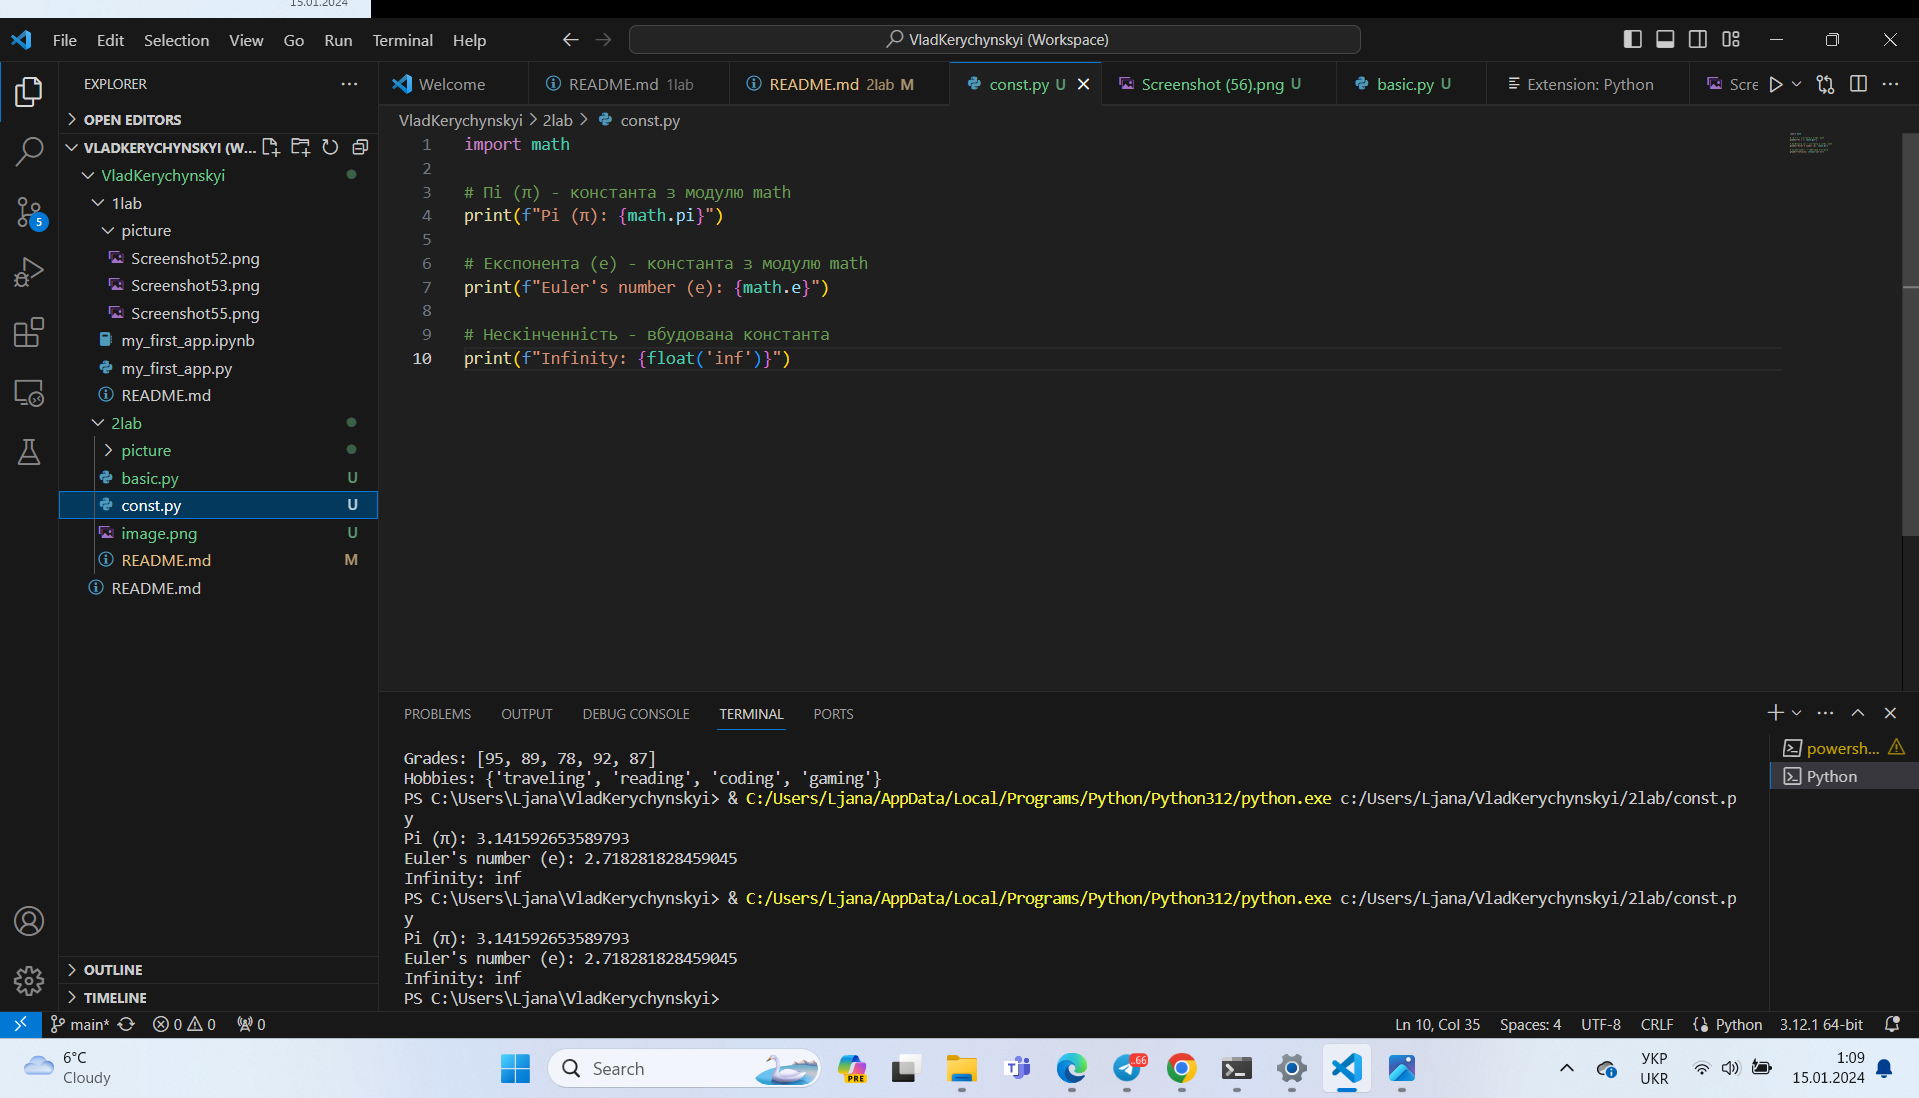 15.01.2024
File Edit Selection View Go Run Terminal Help
VladKerychynskyi (Workspace)
EXPLORER
Welcome
README.md 1lab
README.md 2lab M
const.py U
Screenshot (56).png U
basic.py U
Extension: Python
Scre
OPEN EDITORS
VLADKERYCHYNSKYI (W...
VladKerychynskyi
1lab
picture
Screenshot52.png
Screenshot53.png
Screenshot55.png
my_first_app.ipynb
my_first_app.py
README.md
2lab
picture
basic.py U
const.py U
image.png U
README.md M
README.md
5
OUTLINE
TIMELINE
VladKerychynskyi > 2lab > const.py
1 import math
2
3 # Пі (π) - константа з модулю math
4 print(f"Pi (π): {math.pi}")
5
6 # Експонента (e) - константа з модулю math
7 print(f"Euler's number (e): {math.e}")
8
9 # Нескінченність - вбудована константа
10 print(f"Infinity: {float('inf')}")
PROBLEMS OUTPUT DEBUG CONSOLE TERMINAL PORTS
powersh...
Python
Grades: [95, 89, 78, 92, 87]
Hobbies: {'traveling', 'reading', 'coding', 'gaming'}
PS C:\Users\Ljana\VladKerychynskyi> & C:/Users/Ljana/AppData/Local/Programs/Python/Python312/python.exe c:/Users/Ljana/VladKerychynskyi/2lab/const.p
y
Pi (π): 3.141592653589793
Euler's number (e): 2.718281828459045
Infinity: inf
PS C:\Users\Ljana\VladKerychynskyi> & C:/Users/Ljana/AppData/Local/Programs/Python/Python312/python.exe c:/Users/Ljana/VladKerychynskyi/2lab/const.p
y
Pi (π): 3.141592653589793
Euler's number (e): 2.718281828459045
Infinity: inf
PS C:\Users\Ljana\VladKerychynskyi>
main* 0 0 0
Ln 10, Col 35 Spaces: 4 UTF-8 CRLF Python 3.12.1 64-bit
6°C
Cloudy
Search
PRE
.66
УКР
UKR
1:09
15.01.2024